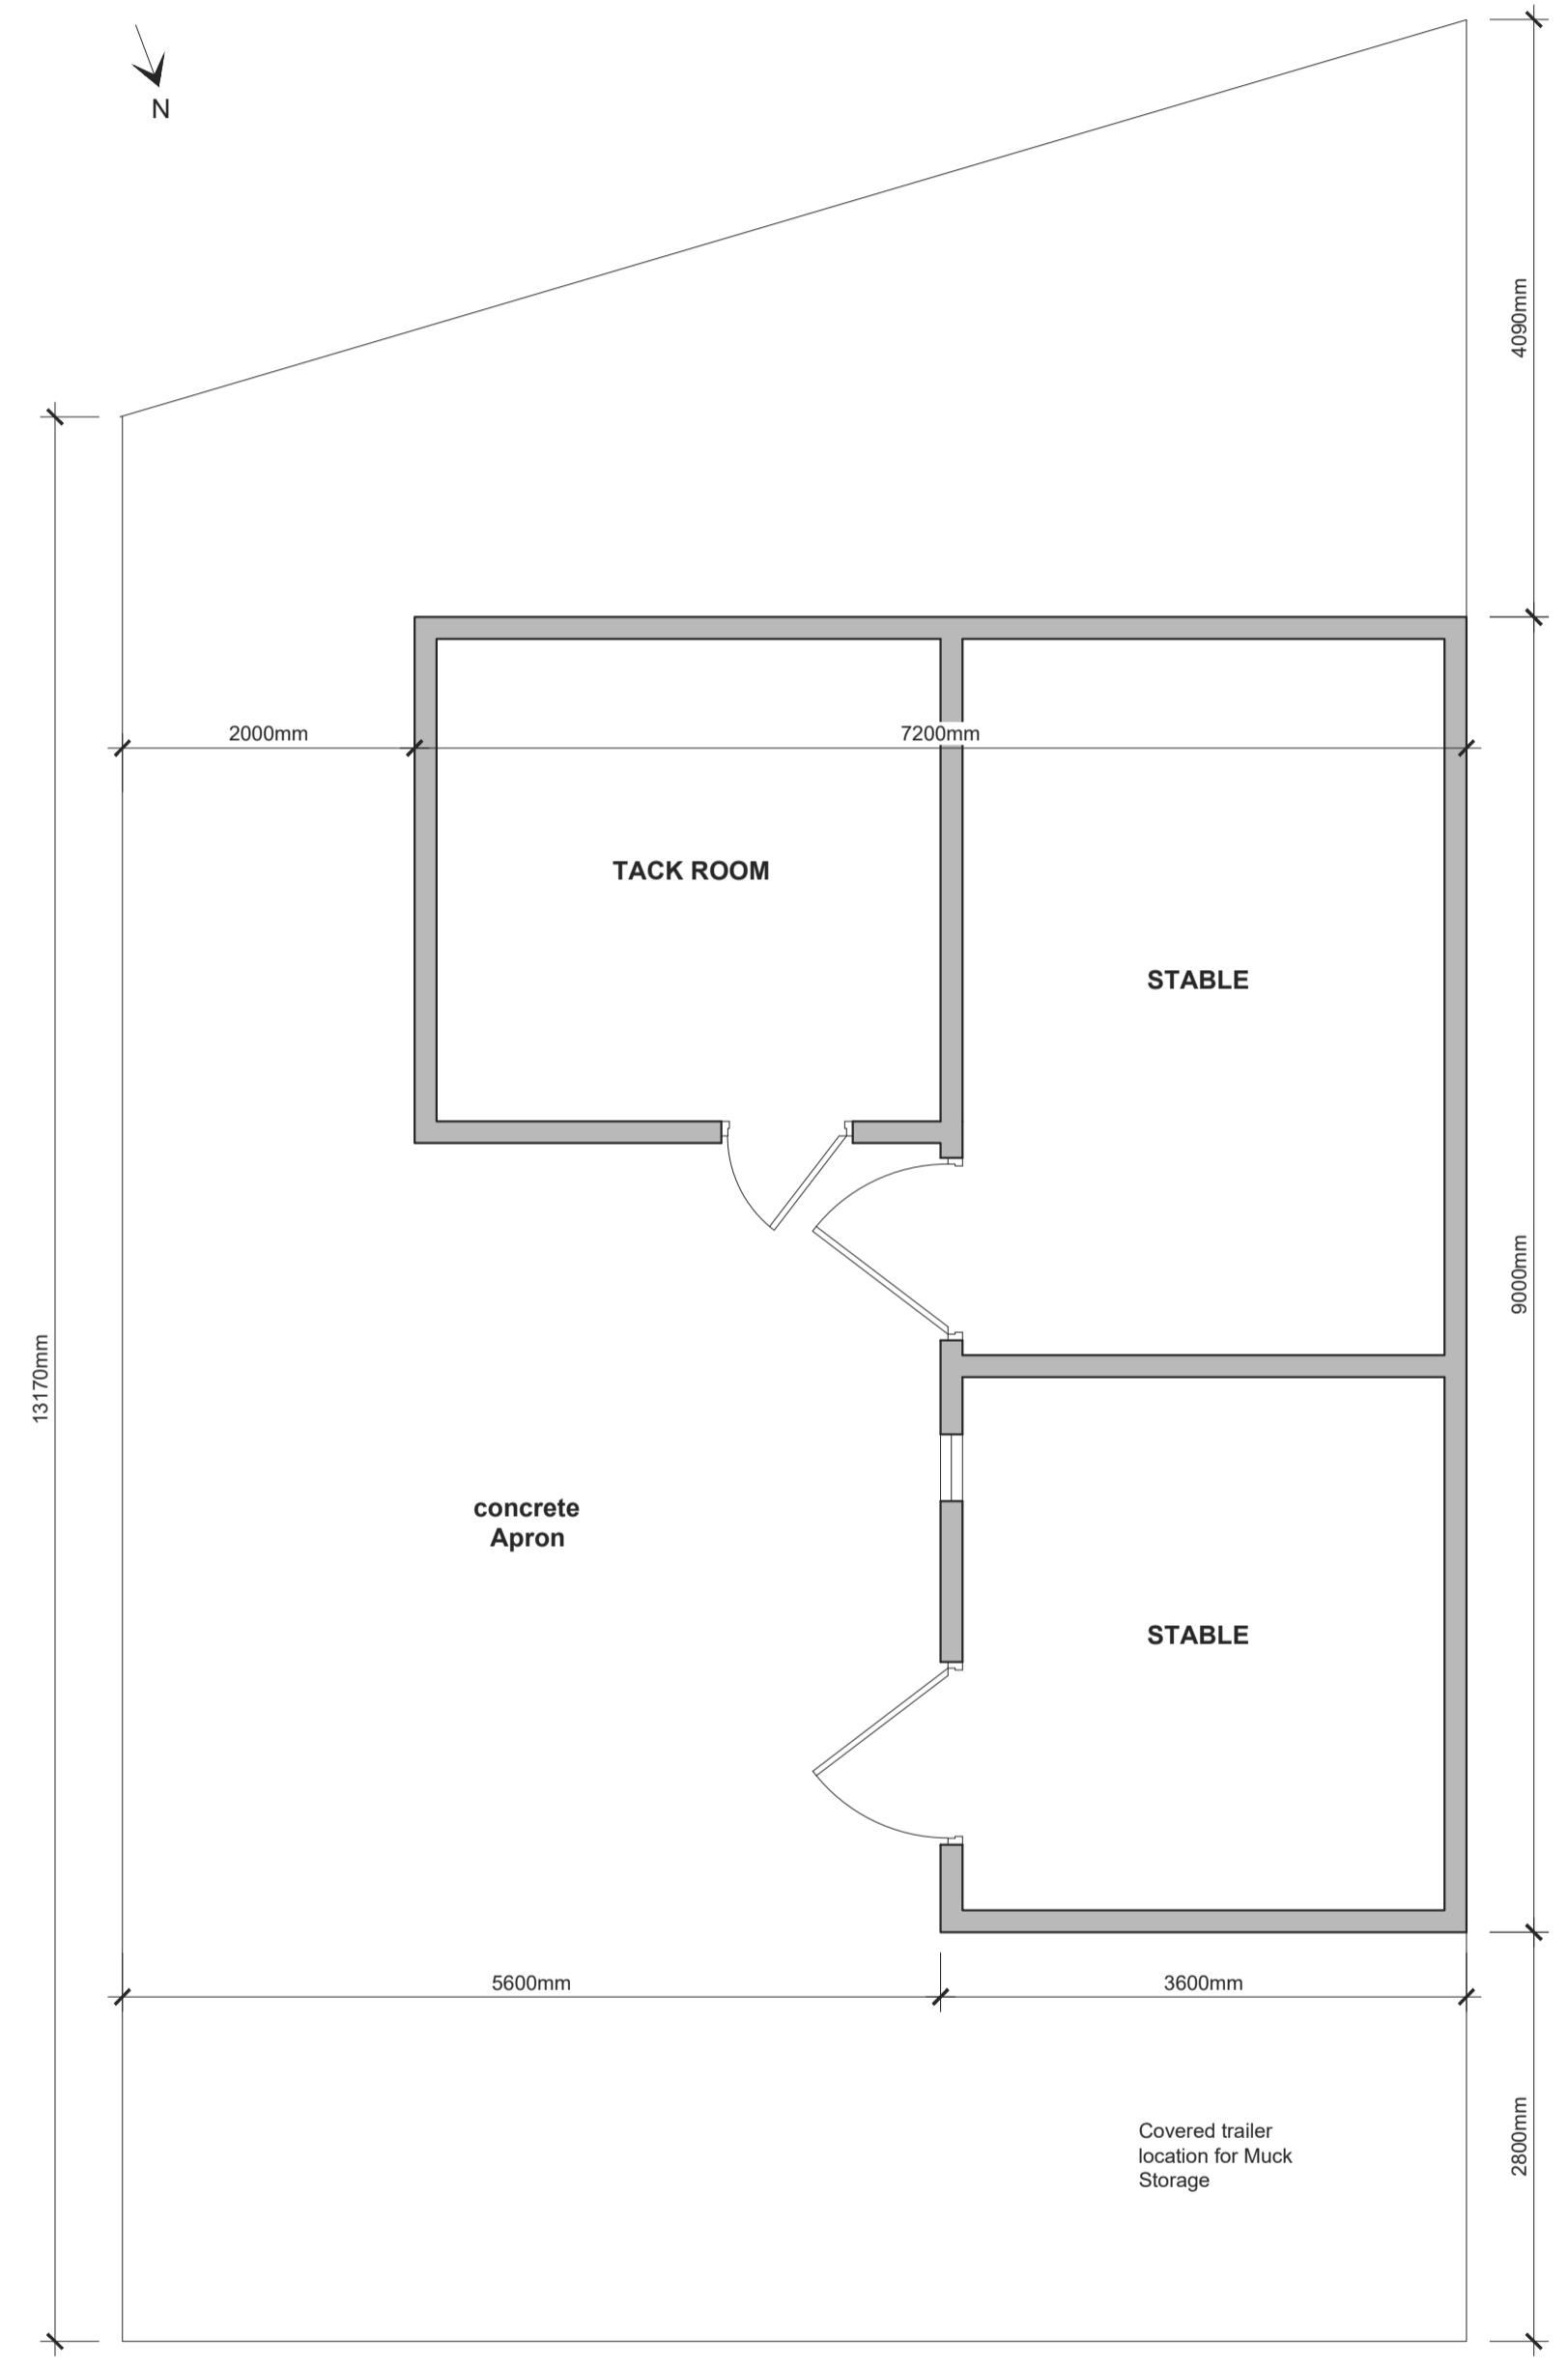 N
4090mm
2000mm
7200mm
TACK ROOM
STABLE
9000mm
13170mm
concrete
Apron
STABLE
5600mm
3600mm
Covered trailer
location for Muck
Storage
2800mm